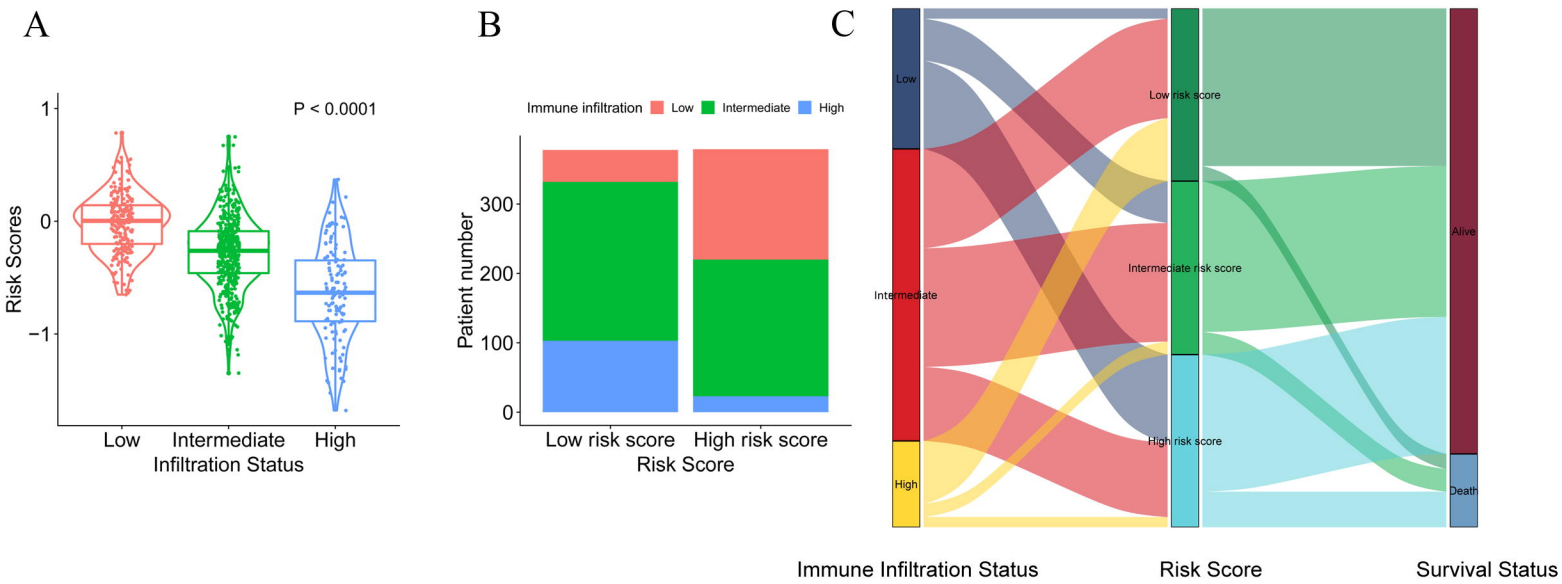 A
P < 0.0001
Risk Scores
1
0
−1
Low Intermediate High
Infiltration Status
B
Immune infiltration Low Intermediate High
Patient number
300
200
100
0
Low risk score High risk score
Risk Score
C
Low
Intermediate
High
Low risk score
Intermediate risk score
High risk score
Alive
Death
Immune Infiltration Status Risk Score Survival Status